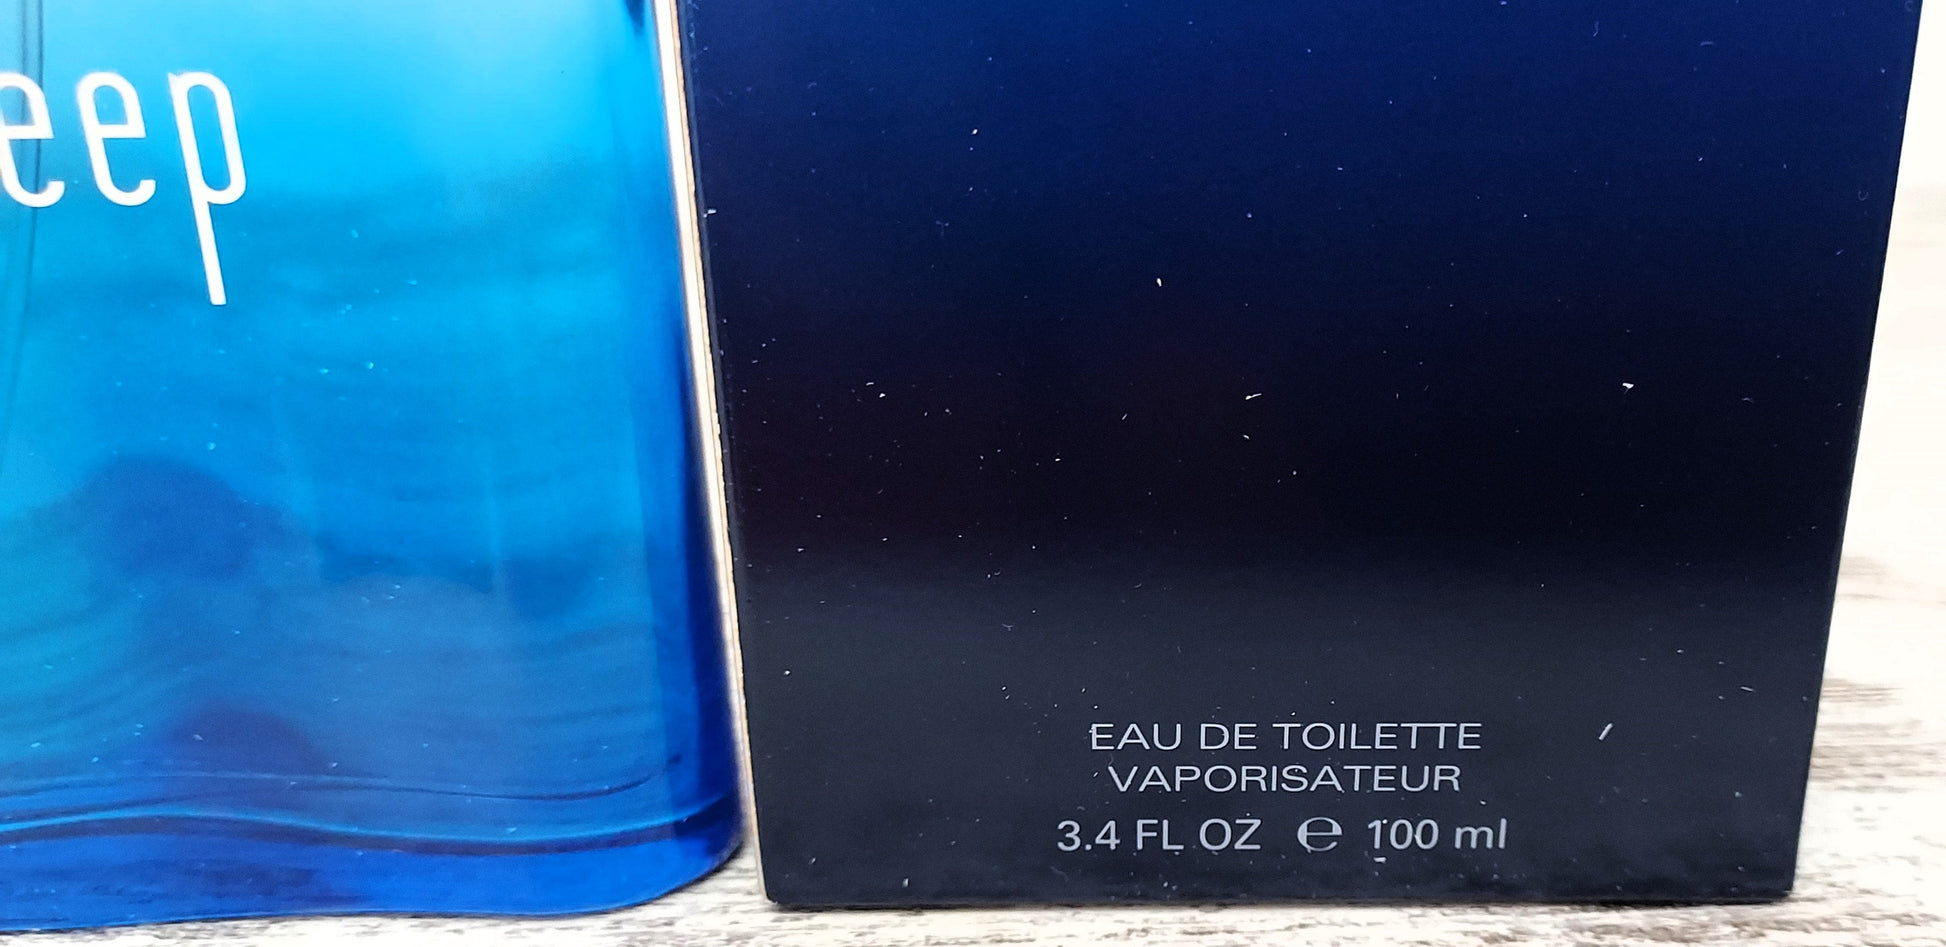 eep
EAU DE TOILETTE
VAPORISATEUR
3.4 FL OZ ℮ 100 ml